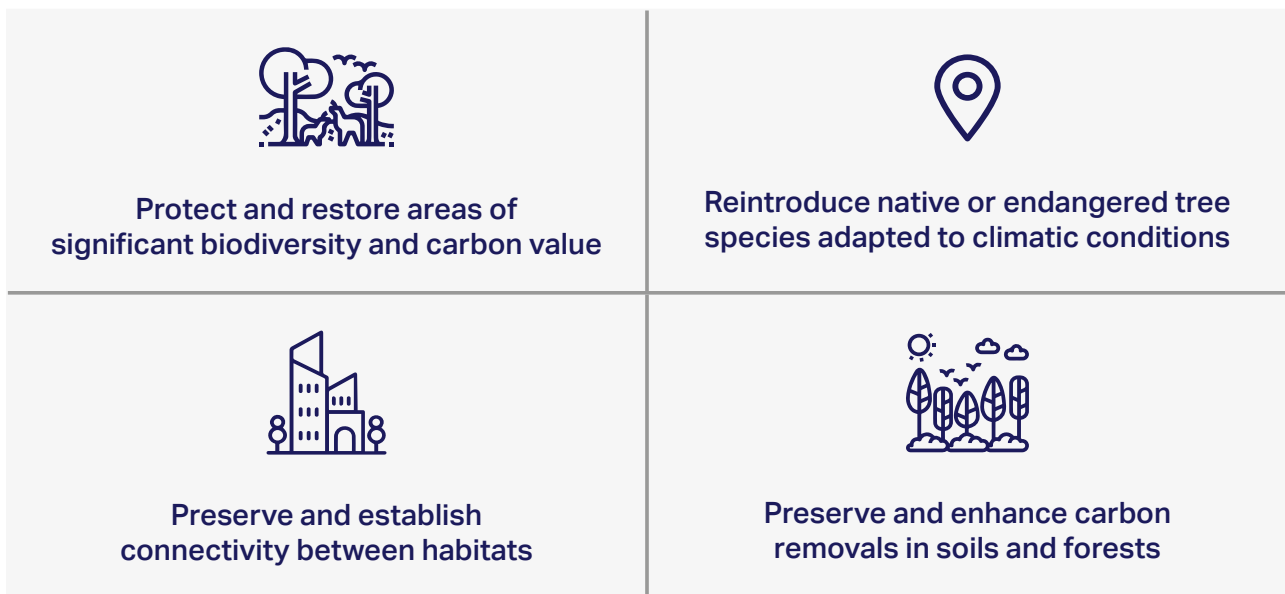 Protect and restore areas of
significant biodiversity and carbon value
Reintroduce native or endangered tree
species adapted to climatic conditions
Preserve and establish
connectivity between habitats
Preserve and enhance carbon
removals in soils and forests